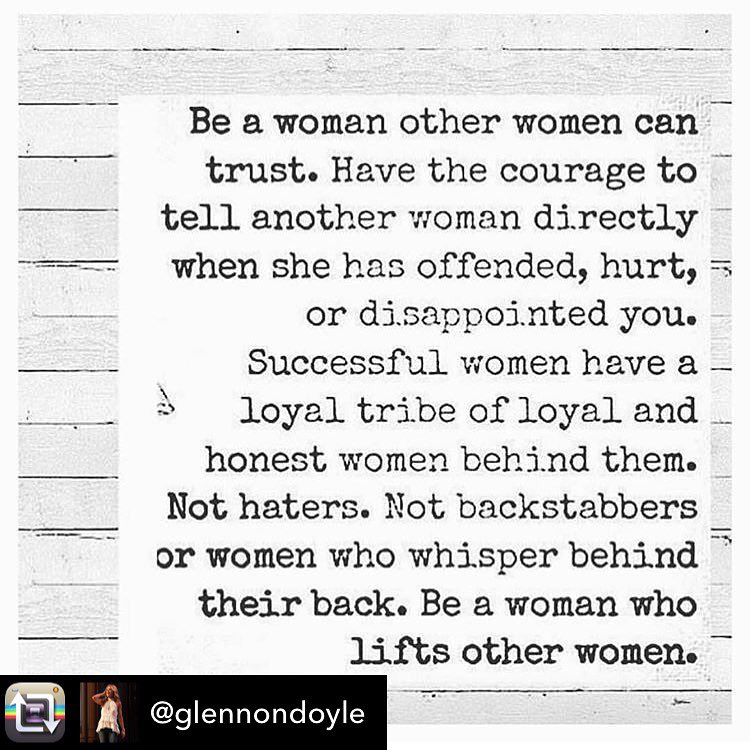 Be a woman other women can
trust. Have the courage to
tell another woman directly
when she has offended, hurt,
or disappointed you.
Successful women have a
loyal tribe of loyal and
honest women behind them.
Not haters. Not backstabbers
or women who whisper behind
their back. Be a woman who
lifts other women.
@glennondoyle